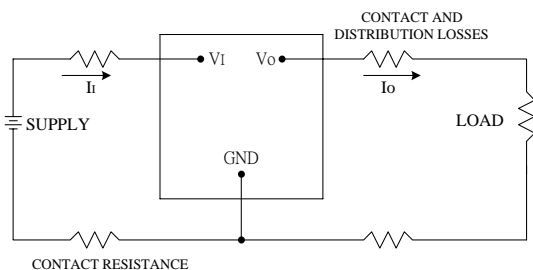 CONTACT AND
DISTRIBUTION LOSSES
VI
VO
II
IO
SUPPLY
LOAD
GND
CONTACT RESISTANCE